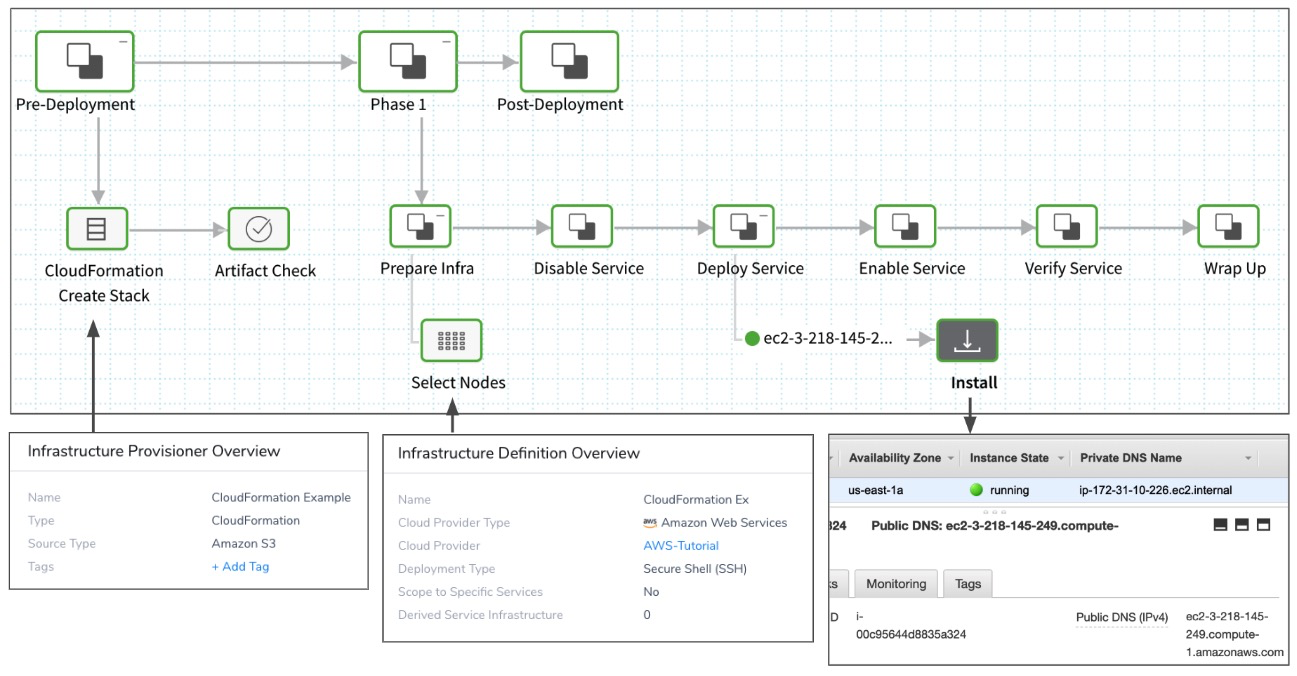 Pre-Deployment
Phase 1
Post-Deployment
CloudFormation
Create Stack
Artifact Check
Prepare Infra
Disable Service
Deploy Service
Enable Service
Verify Service
Wrap Up
Select Nodes
ec2-3-218-145-2...
Install
Infrastructure Provisioner Overview
Name CloudFormation Example
Type CloudFormation
Source Type Amazon S3
Tags + Add Tag
Infrastructure Definition Overview
Name CloudFormation Ex
Cloud Provider Type aws Amazon Web Services
Cloud Provider AWS-Tutorial
Deployment Type Secure Shell (SSH)
Scope to Specific Services No
Derived Service Infrastructure 0
Availability Zone Instance State Private DNS Name
us-east-1a running ip-172-31-10-226.ec2.internal
324 Public DNS: ec2-3-218-145-249.compute-
ks Monitoring Tags
D i- Public DNS (IPv4) ec2-3-218-145-
00c95644d8835a324 249.compute-
1.amazonaws.com